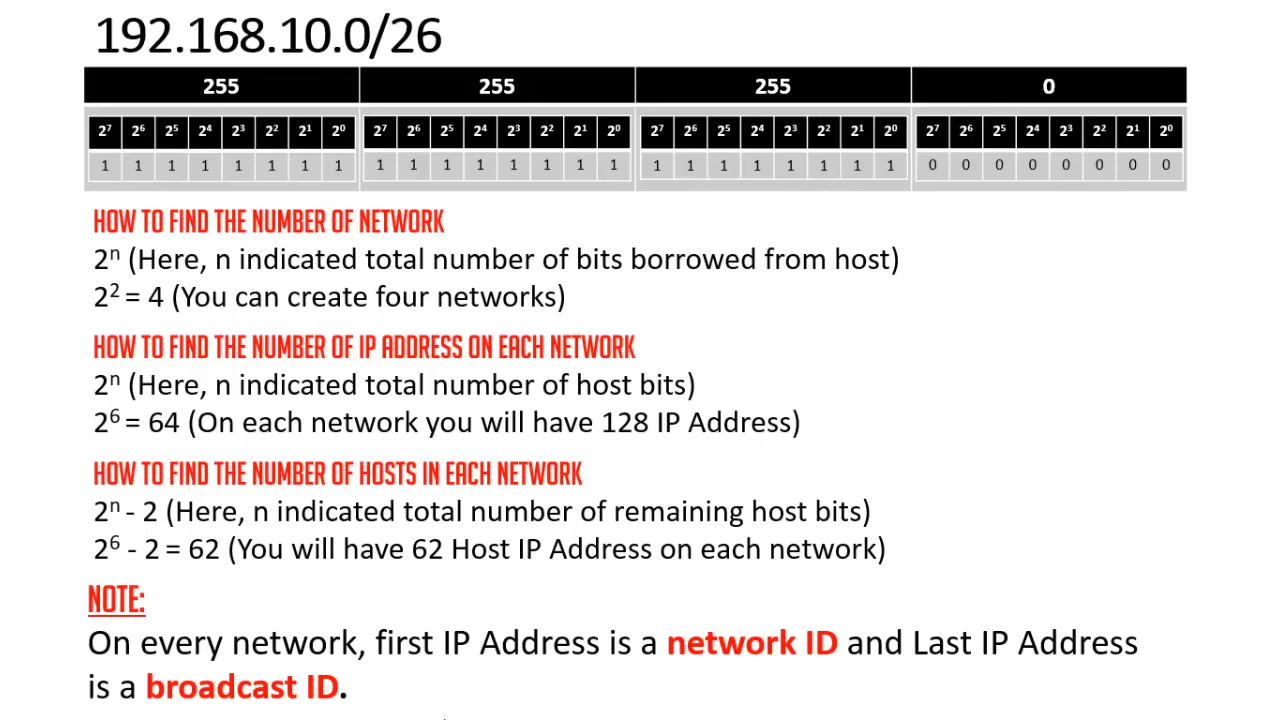 192.168.10.0/26
255 255 255 0
2⁷ 2⁶ 2⁵ 2⁴ 2³ 2² 2¹ 2⁰ 2⁷ 2⁶ 2⁵ 2⁴ 2³ 2² 2¹ 2⁰ 2⁷ 2⁶ 2⁵ 2⁴ 2³ 2² 2¹ 2⁰ 2⁷ 2⁶ 2⁵ 2⁴ 2³ 2² 2¹ 2⁰
1 1 1 1 1 1 1 1 1 1 1 1 1 1 1 1 1 1 1 1 1 1 1 1 0 0 0 0 0 0 0 0
HOW TO FIND THE NUMBER OF NETWORK
2ⁿ (Here, n indicated total number of bits borrowed from host)
2² = 4 (You can create four networks)
HOW TO FIND THE NUMBER OF IP ADDRESS ON EACH NETWORK
2ⁿ (Here, n indicated total number of host bits)
2⁶ = 64 (On each network you will have 128 IP Address)
HOW TO FIND THE NUMBER OF HOSTS IN EACH NETWORK
2ⁿ - 2 (Here, n indicated total number of remaining host bits)
2⁶ - 2 = 62 (You will have 62 Host IP Address on each network)
NOTE:
On every network, first IP Address is a network ID and Last IP Address
is a broadcast ID.